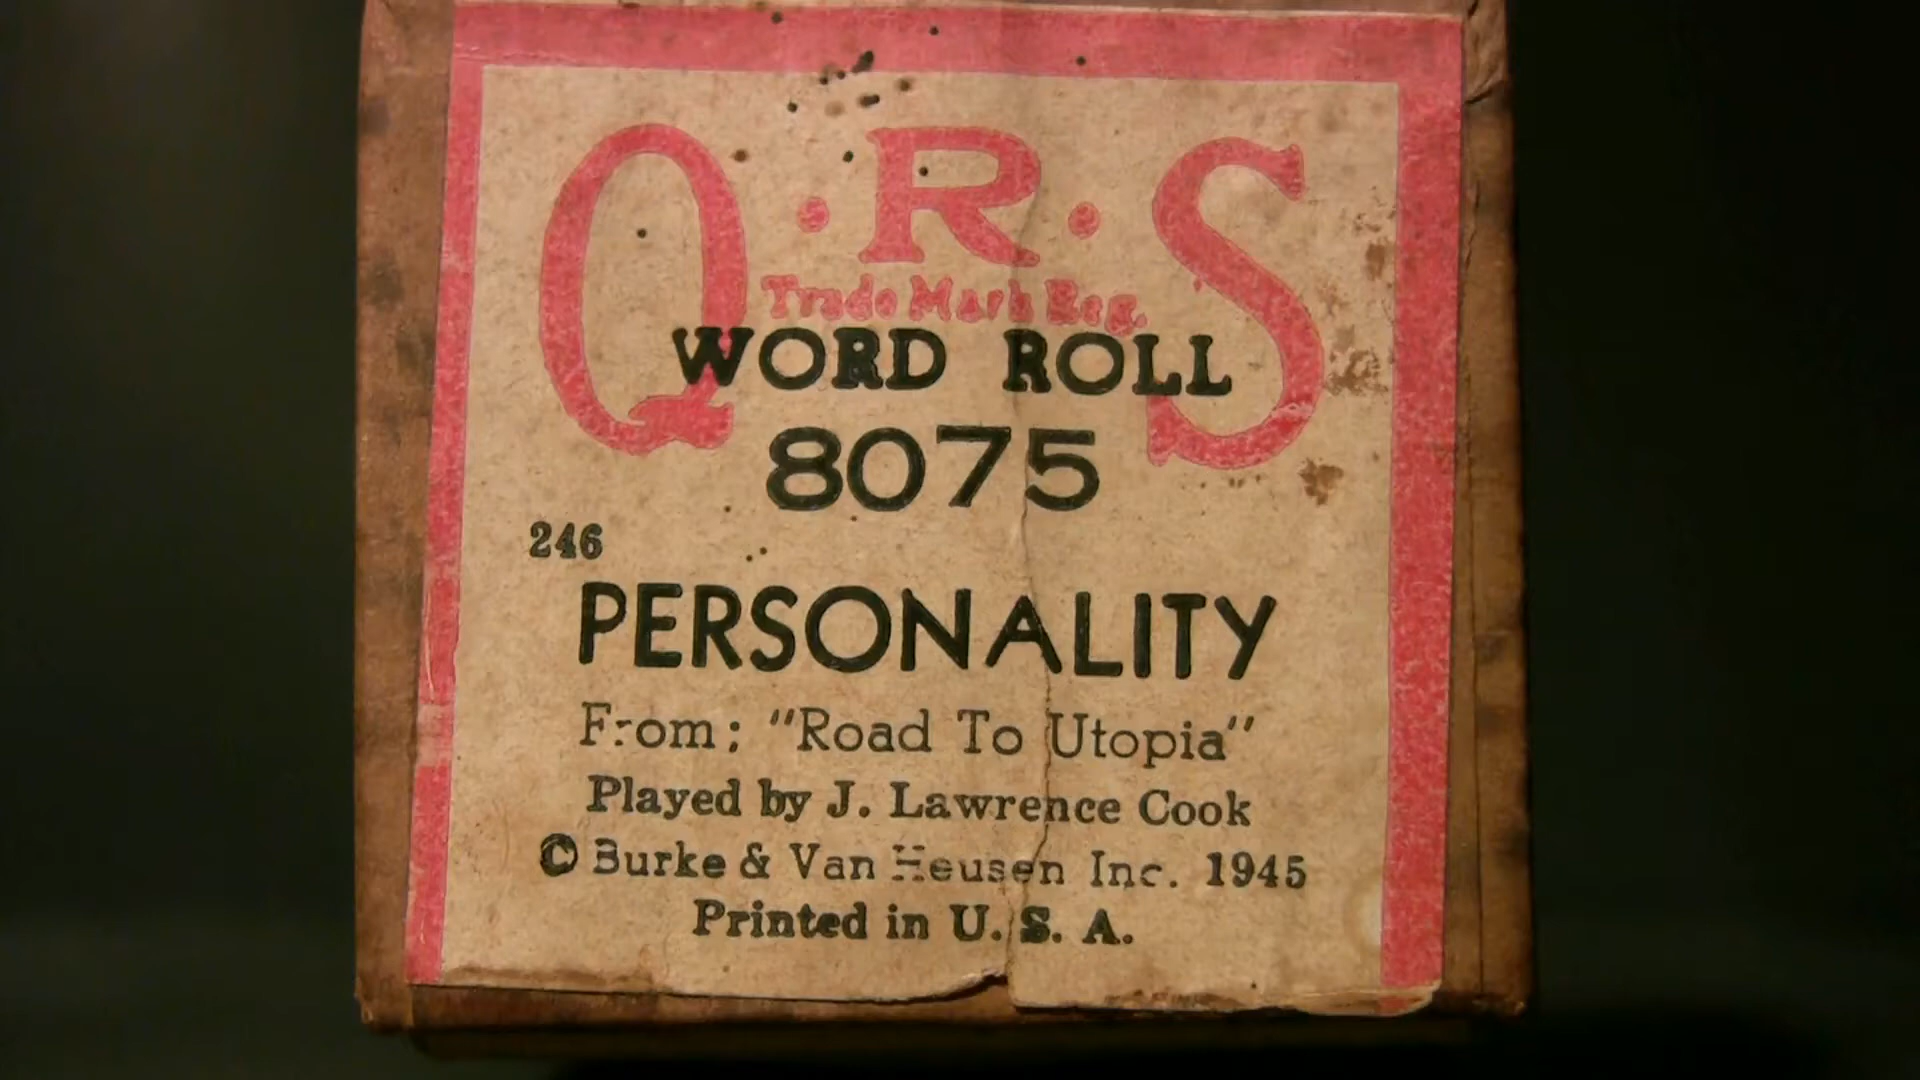 Q·R·S
Trade Mark Reg.
WORD ROLL
8075
246
PERSONALITY
From: "Road To Utopia"
Played by J. Lawrence Cook
© Burke & Van Heusen Inc. 1945
Printed in U. S. A.